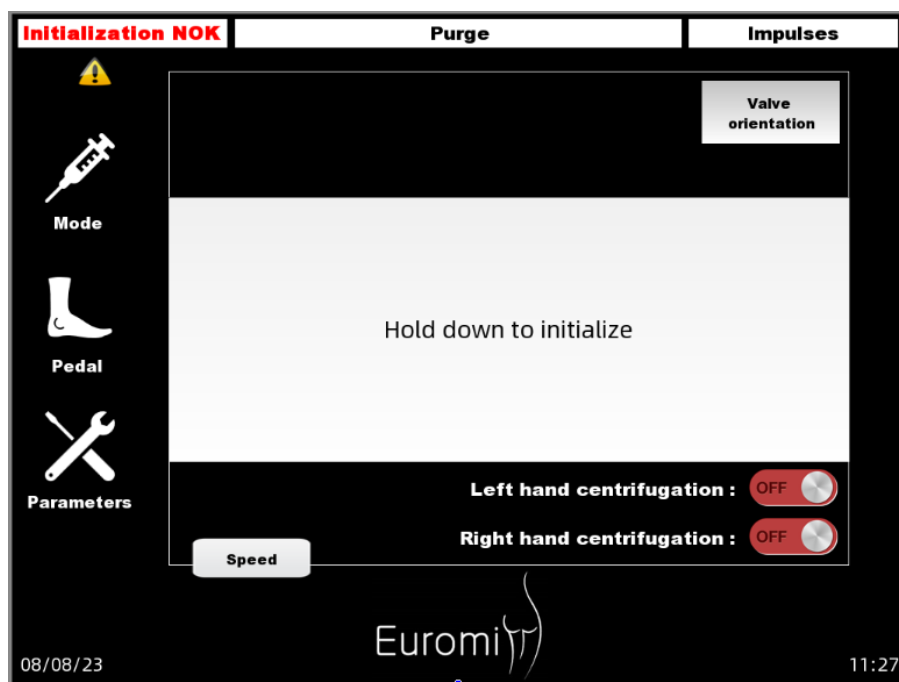 Initialization NOK
Purge
Impulses
Valve
orientation
Mode
Hold down to initialize
Pedal
Parameters
Left hand centrifugation :
OFF
Right hand centrifugation :
OFF
Speed
Euromi
08/08/23
11:27